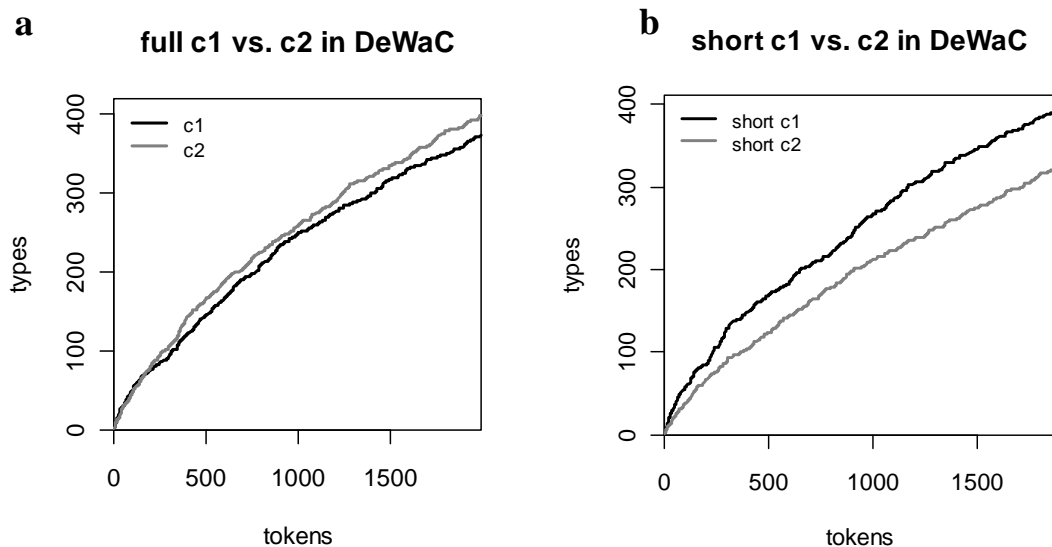 a
full c1 vs. c2 in DeWaC
c1
c2
types
0
100
200
300
400
0
500
1000
1500
tokens
b
short c1 vs. c2 in DeWaC
short c1
short c2
types
0
100
200
300
400
0
500
1000
1500
tokens